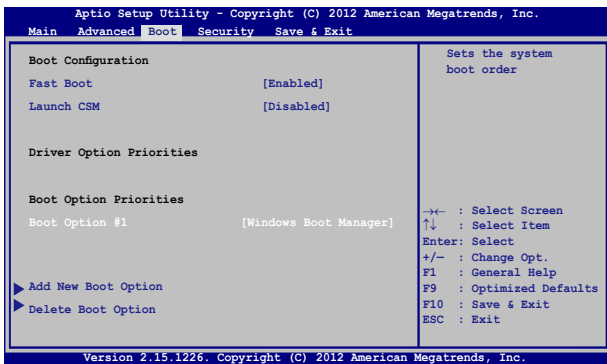 Aptio Setup Utility - Copyright (C) 2012 American Megatrends, Inc.
Main Advanced Boot Security Save & Exit
Boot Configuration
Fast Boot [Enabled]
Launch CSM [Disabled]
Driver Option Priorities
Boot Option Priorities
Boot Option #1 [Windows Boot Manager]
Add New Boot Option
Delete Boot Option
Sets the system
boot order
→← : Select Screen
↑↓ : Select Item
Enter: Select
+/— : Change Opt.
F1 : General Help
F9 : Optimized Defaults
F10 : Save & Exit
ESC : Exit
Version 2.15.1226. Copyright (C) 2012 American Megatrends, Inc.